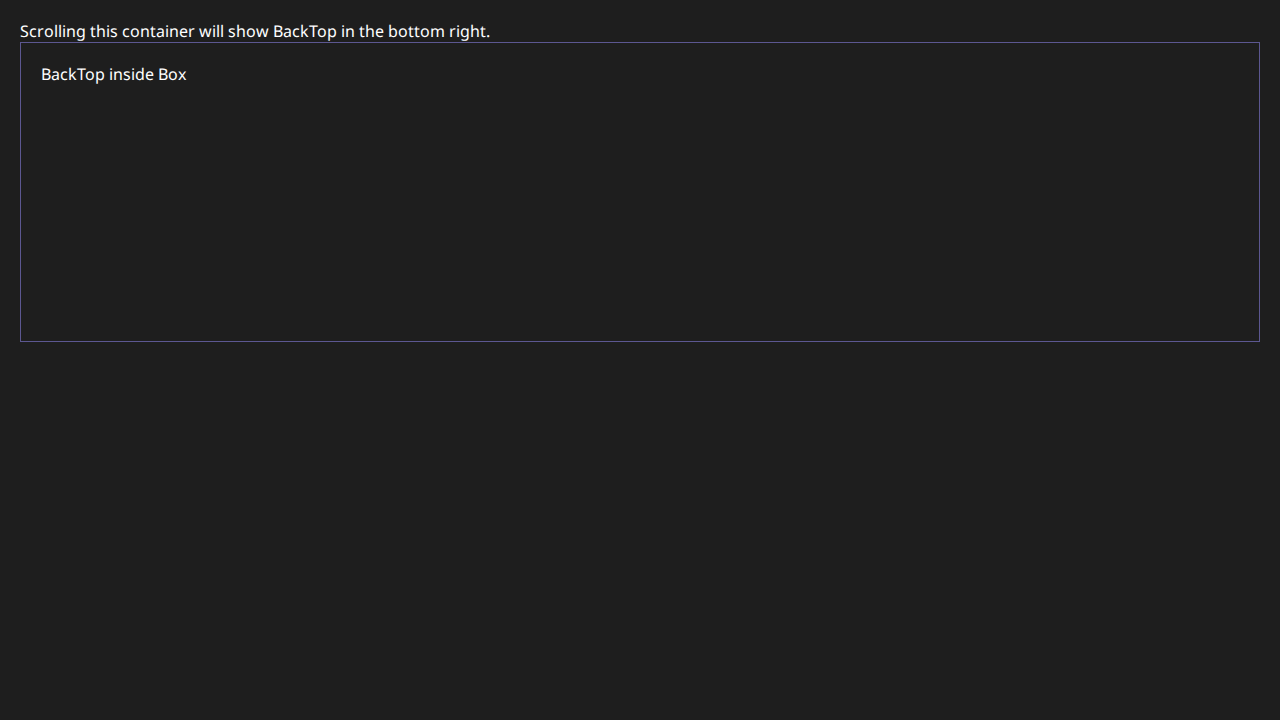 Scrolling this container will show BackTop in the bottom right.
BackTop inside Box